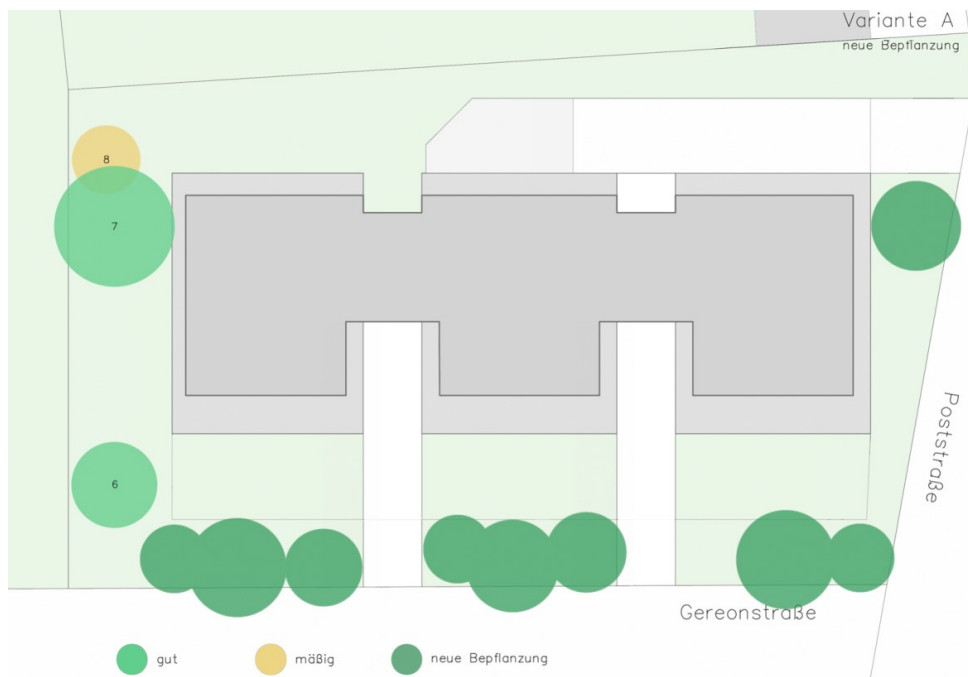 Variante A
neue Bepflanzung
8
7
6
Poststraße
Gereonstraße
gut
mäßig
neue Bepflanzung